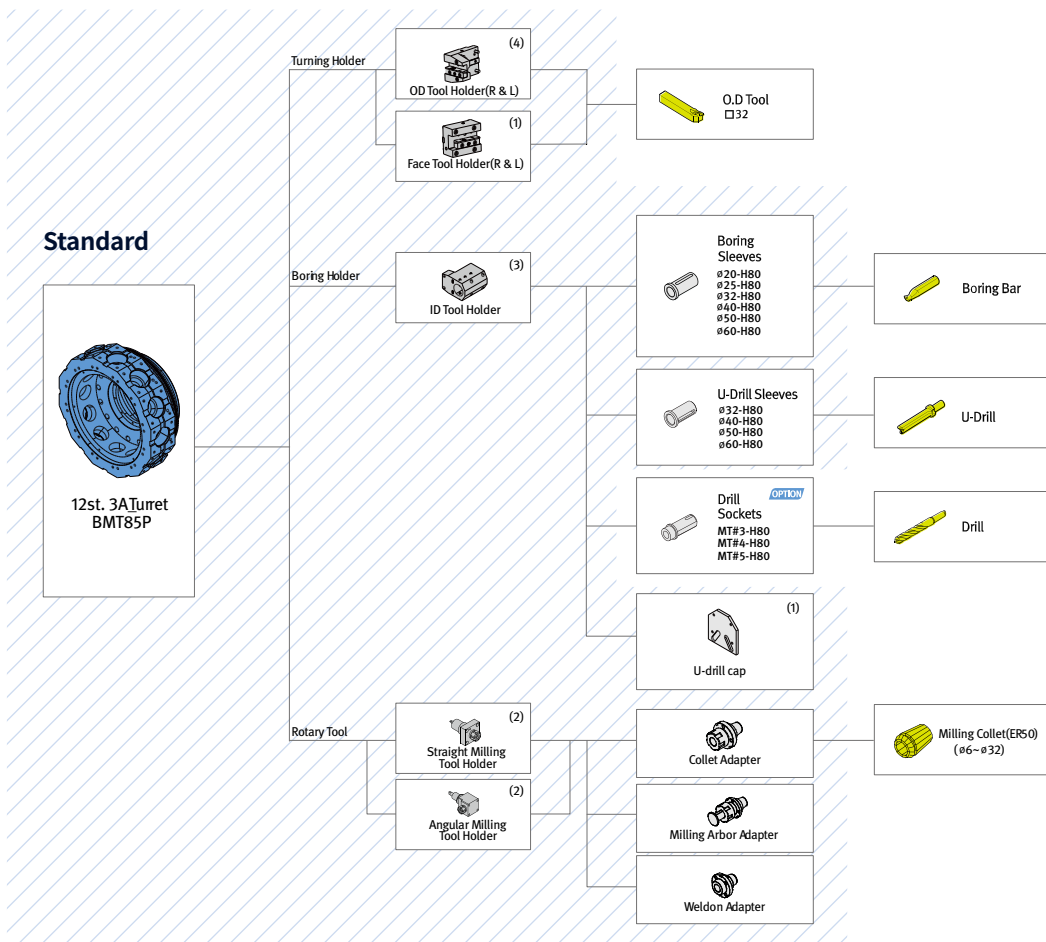 Turning Holder
(4)
OD Tool Holder(R & L)
(1)
Face Tool Holder(R & L)
O.D Tool
□32
Standard
12st. 3A Turret
BMT85P
Boring Holder
(3)
ID Tool Holder
Boring
Sleeves
ø20-H80
ø25-H80
ø32-H80
ø40-H80
ø50-H80
ø60-H80
Boring Bar
U-Drill Sleeves
ø32-H80
ø40-H80
ø50-H80
ø60-H80
U-Drill
OPTION
Drill
Sockets
MT#3-H80
MT#4-H80
MT#5-H80
Drill
(1)
U-drill cap
Rotary Tool
(2)
Straight Milling
Tool Holder
(2)
Angular Milling
Tool Holder
Collet Adapter
Milling Collet(ER50)
(ø6~ø32)
Milling Arbor Adapter
Weldon Adapter